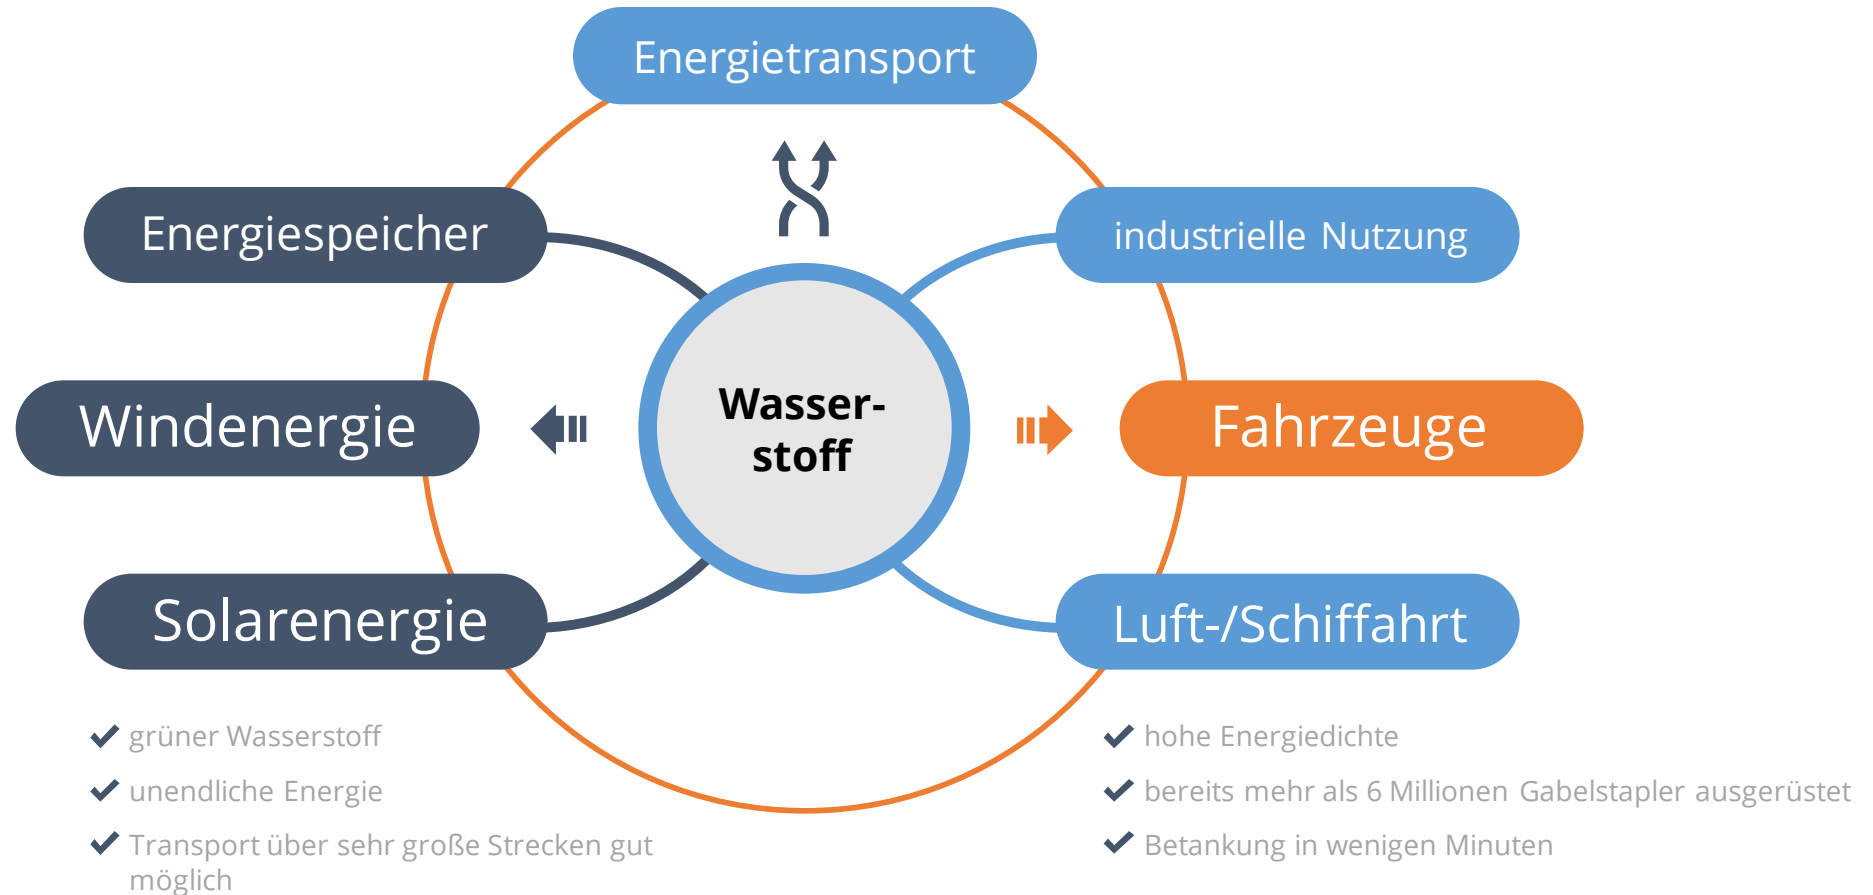 Energietransport
Energiespeicher
industrielle Nutzung
Windenergie
Wasser-
stoff
Fahrzeuge
Solarenergie
Luft-/Schiffahrt
grüner Wasserstoff
unendliche Energie
Transport über sehr große Strecken gut
möglich
hohe Energiedichte
bereits mehr als 6 Millionen Gabelstapler ausgerüstet
Betankung in wenigen Minuten